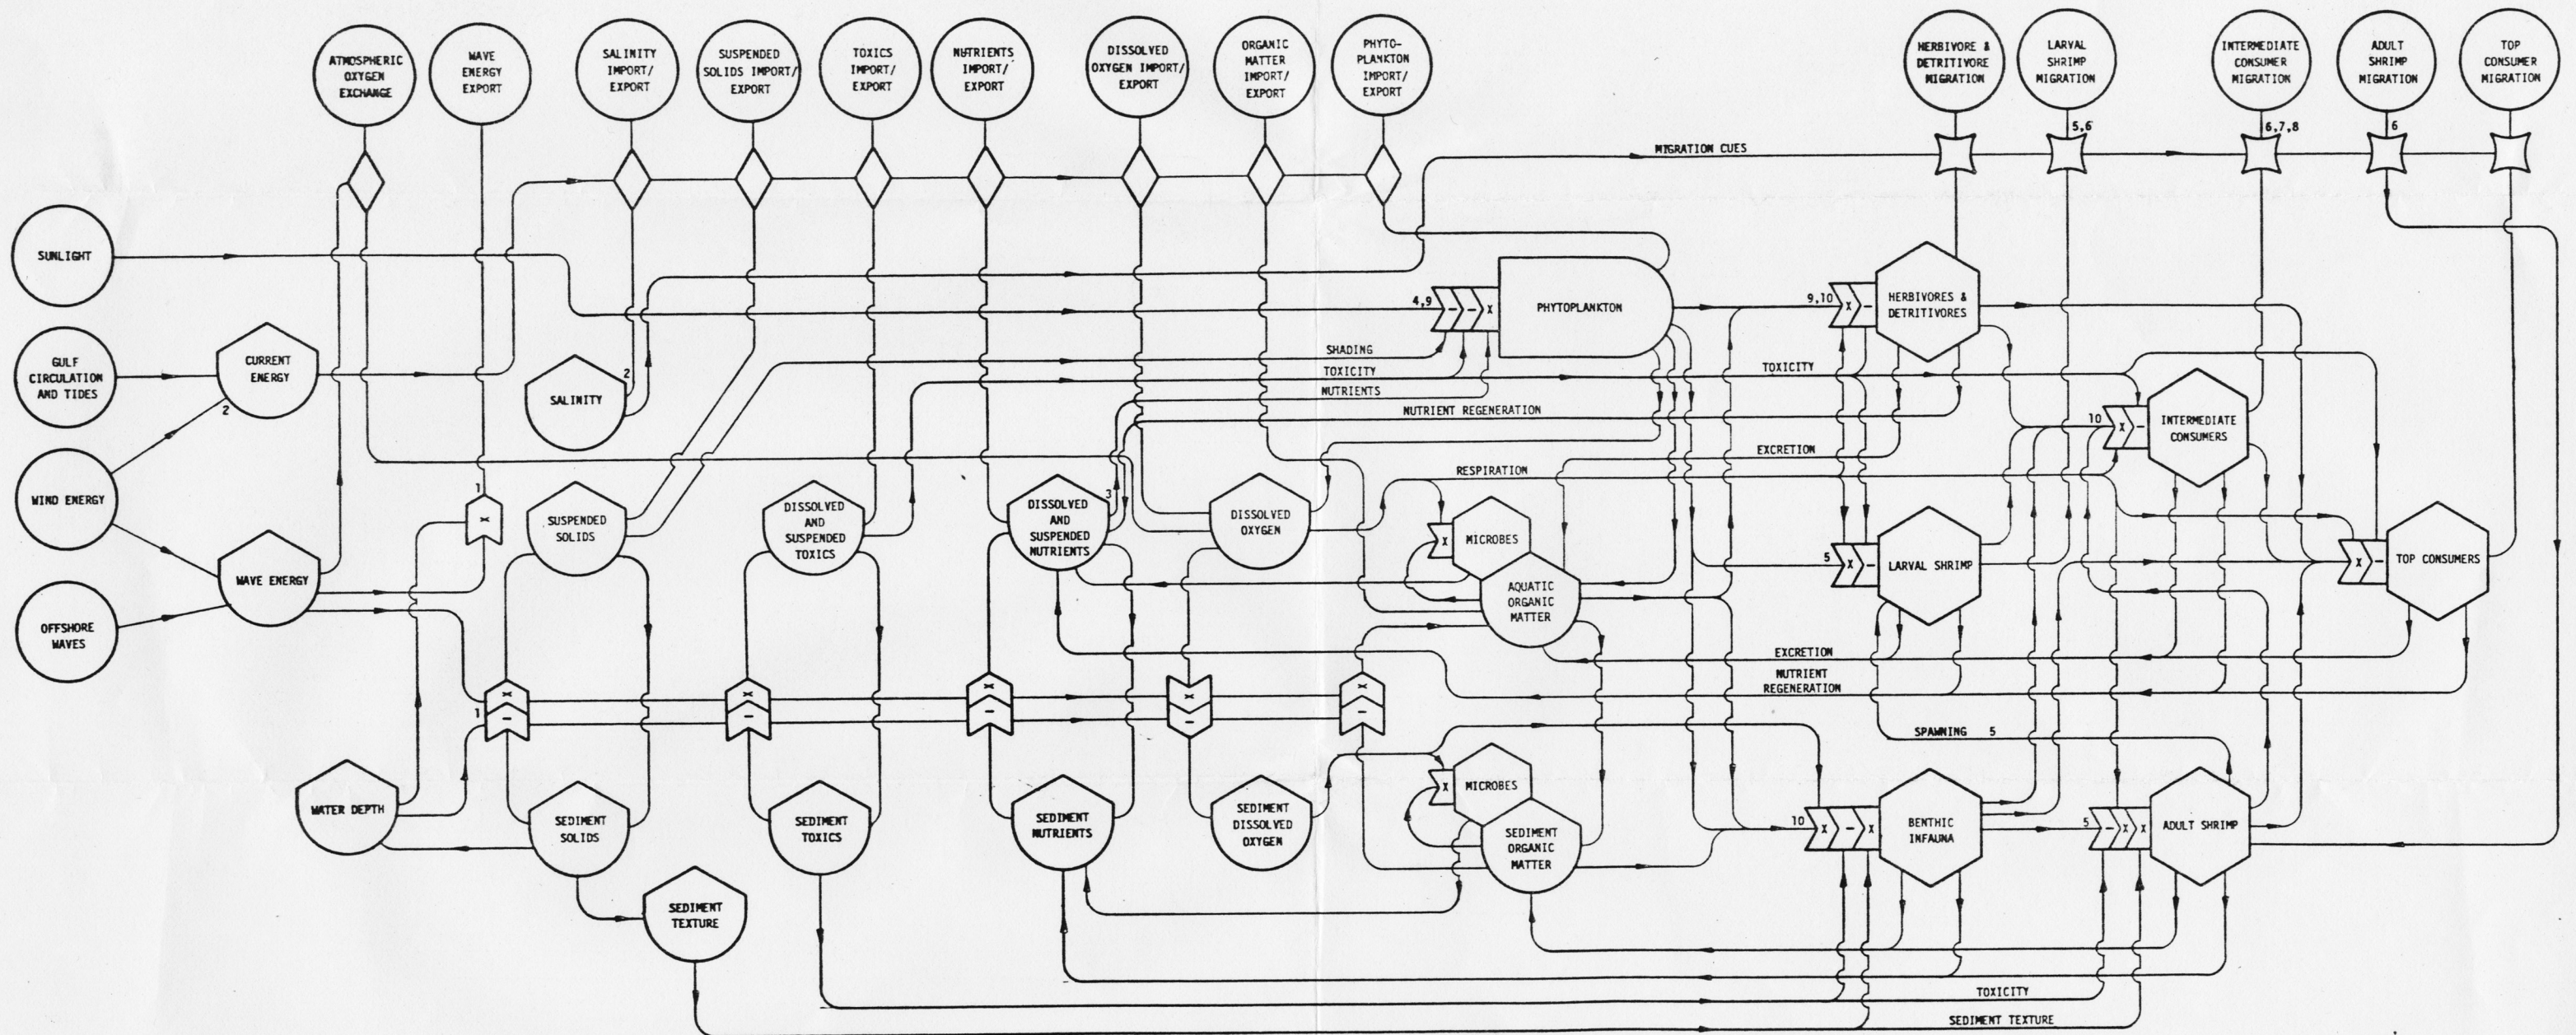 ATMOSPHERIC
OXYGEN
EXCHANGE
WAVE
ENERGY
EXPORT
SALINITY
IMPORT/
EXPORT
SUSPENDED
SOLIDS IMPORT/
EXPORT
TOXICS
IMPORT/
EXPORT
NUTRIENTS
IMPORT/
EXPORT
DISSOLVED
OXYGEN IMPORT/
EXPORT
ORGANIC
MATTER
IMPORT/
EXPORT
PHYTO-
PLANKTON
IMPORT/
EXPORT
HERBIVORE &
DETRITIVORE
MIGRATION
LARVAL
SHRIMP
MIGRATION
INTERMEDIATE
CONSUMER
MIGRATION
ADULT
SHRIMP
MIGRATION
TOP
CONSUMER
MIGRATION
5,6
6,7,8
6
MIGRATION CUES
SUNLIGHT
GULF
CIRCULATION
AND TIDES
CURRENT
ENERGY
2
WIND ENERGY
OFFSHORE
WAVES
WAVE ENERGY
1
×
SALINITY
2
4,9
- - ×
PHYTOPLANKTON
9,10
× -
HERBIVORES &
DETRITIVORES
SHADING
TOXICITY
TOXICITY
NUTRIENTS
NUTRIENT REGENERATION
EXCRETION
RESPIRATION
10
× -
INTERMEDIATE
CONSUMERS
SUSPENDED
SOLIDS
DISSOLVED
AND
SUSPENDED
TOXICS
DISSOLVED
AND
SUSPENDED
NUTRIENTS
3
DISSOLVED
OXYGEN
×
MICROBES
AQUATIC
ORGANIC
MATTER
5
× -
LARVAL SHRIMP
× -
TOP CONSUMERS
EXCRETION
NUTRIENT
REGENERATION
×
1
-
×
-
×
-
×
-
×
-
SPAWNING 5
WATER DEPTH
SEDIMENT
SOLIDS
SEDIMENT
TOXICS
SEDIMENT
NUTRIENTS
SEDIMENT
DISSOLVED
OXYGEN
×
MICROBES
SEDIMENT
ORGANIC
MATTER
10
× - ×
BENTHIC
INFAUNA
5
- × ×
ADULT SHRIMP
SEDIMENT
TEXTURE
TOXICITY
SEDIMENT TEXTURE